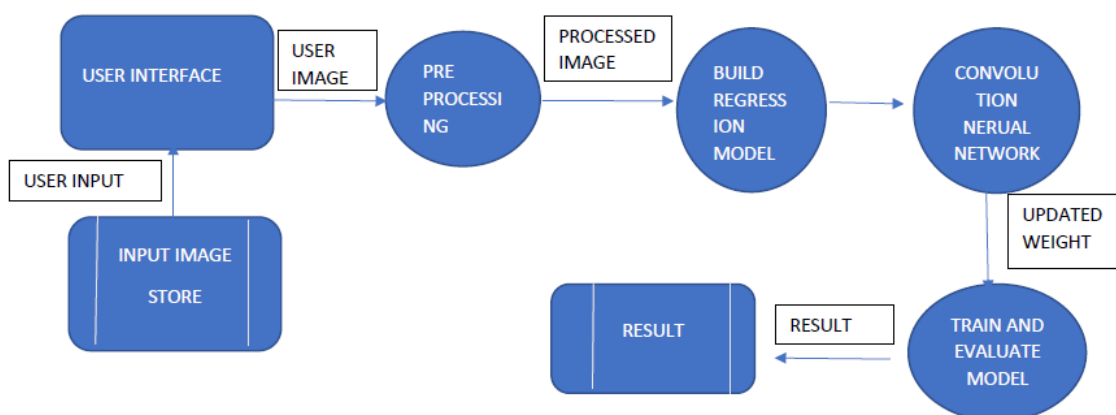 USER INTERFACE
USER
IMAGE
PRE
PROCESSI
NG
PROCESSED
IMAGE
BUILD
REGRESS
ION
MODEL
CONVOLU
TION
NERUAL
NETWORK
USER INPUT
INPUT IMAGE
STORE
UPDATED
WEIGHT
TRAIN AND
EVALUATE
MODEL
RESULT
RESULT